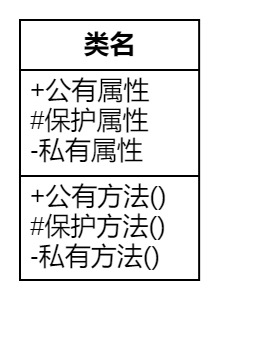 类名
+公有属性
#保护属性
-私有属性
+公有方法()
#保护方法()
-私有方法()